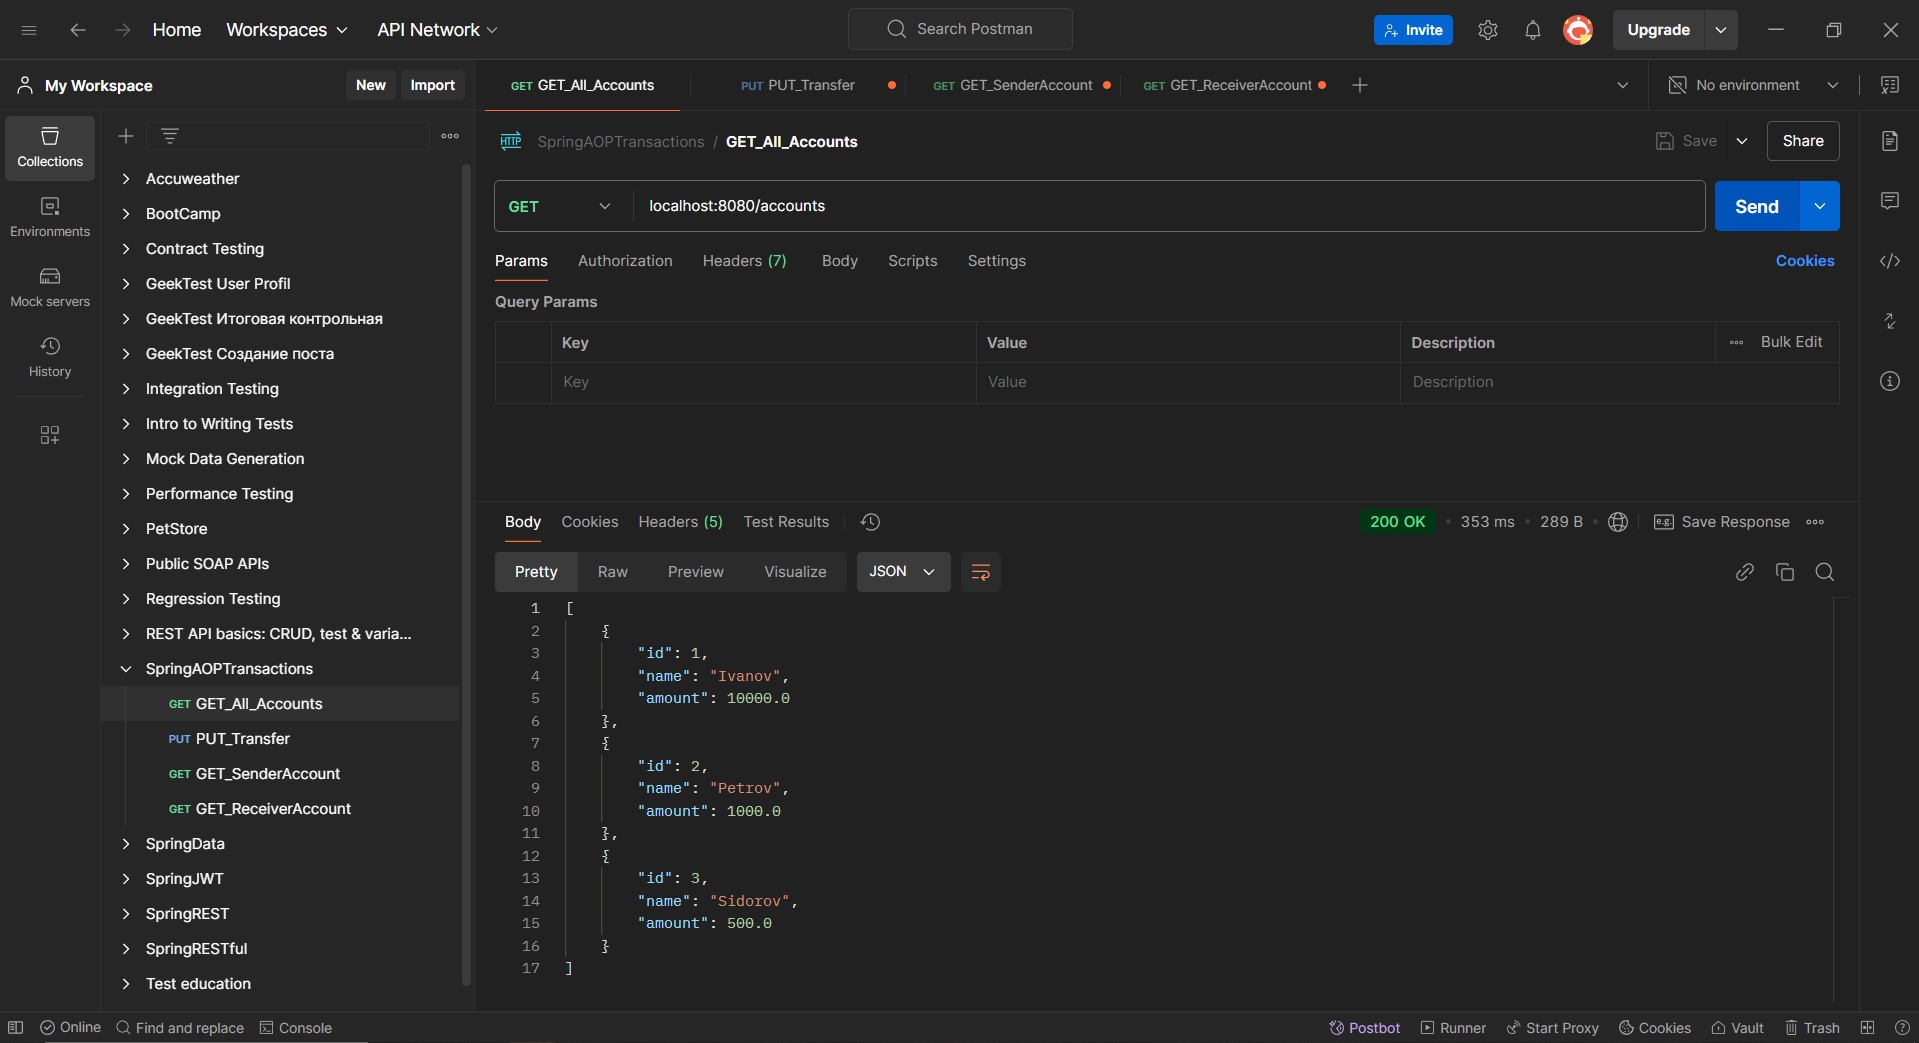 Home Workspaces API Network Search Postman Invite Upgrade
My Workspace New Import GET GET_All_Accounts PUT PUT_Transfer GET GET_SenderAccount GET GET_ReceiverAccount No environment
Collections
Environments
Mock servers
History
Accuweather
BootCamp
Contract Testing
GeekTest User Profil
GeekTest Итоговая контрольная
GeekTest Создание поста
Integration Testing
Intro to Writing Tests
Mock Data Generation
Performance Testing
PetStore
Public SOAP APIs
Regression Testing
REST API basics: CRUD, test & varia...
SpringAOPTransactions
GET GET_All_Accounts
PUT PUT_Transfer
GET GET_SenderAccount
GET GET_ReceiverAccount
SpringData
SpringJWT
SpringREST
SpringRESTful
Test education
HTTP SpringAOPTransactions / GET_All_Accounts Save Share
GET localhost:8080/accounts Send
Params Authorization Headers (7) Body Scripts Settings Cookies
Query Params
Key Value Description Bulk Edit
Key Value Description
Body Cookies Headers (5) Test Results 200 OK 353 ms 289 B e.g. Save Response
Pretty Raw Preview Visualize JSON
1 [
2 {
3 "id": 1,
4 "name": "Ivanov",
5 "amount": 10000.0
6 },
7 {
8 "id": 2,
9 "name": "Petrov",
10 "amount": 1000.0
11 },
12 {
13 "id": 3,
14 "name": "Sidorov",
15 "amount": 500.0
16 }
17 ]
Online Find and replace Console Postbot Runner Start Proxy Cookies Vault Trash